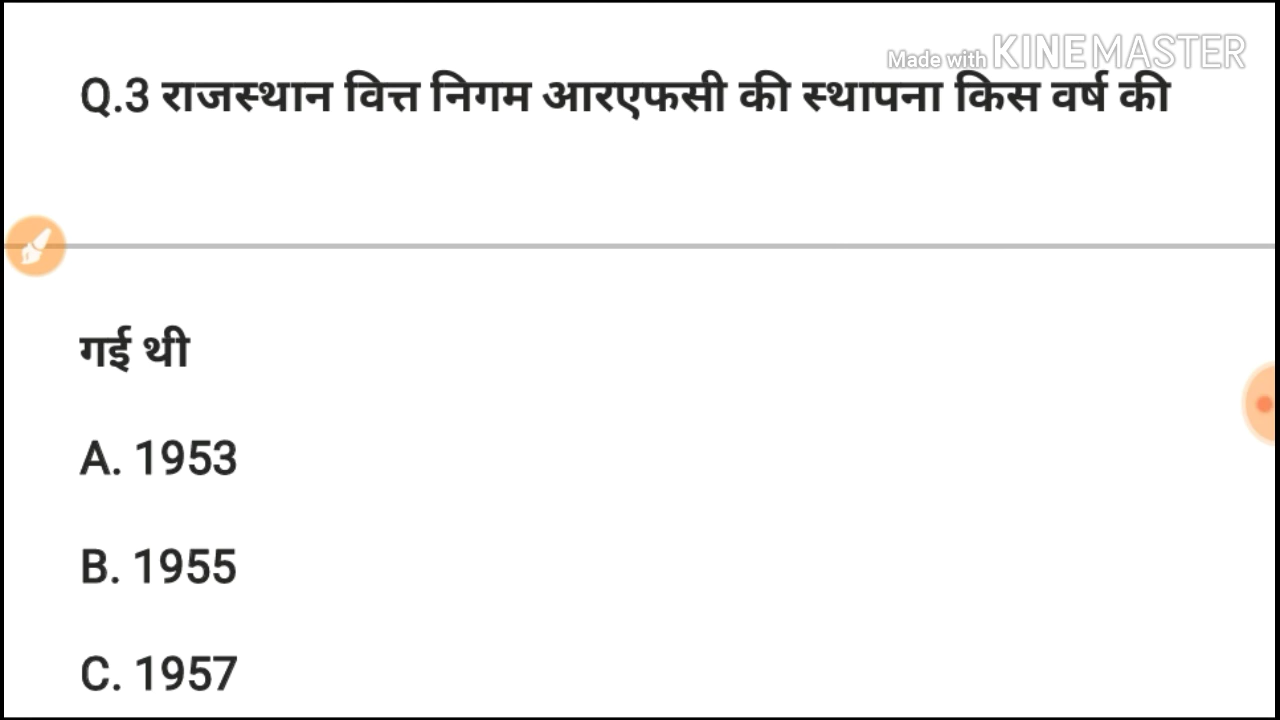 Made with KINEMASTER
Q.3 राजस्थान वित्त निगम आरएफसी की स्थापना किस वर्ष की
गई थी
A. 1953
B. 1955
C. 1957